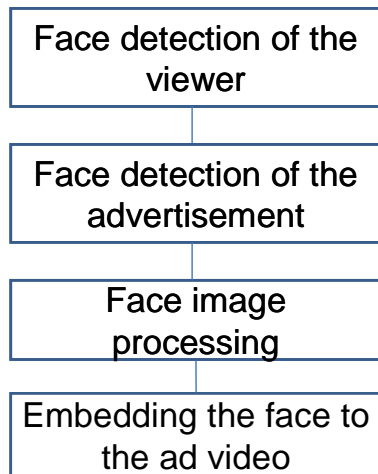 Face detection of the
viewer
Face detection of the
advertisement
Face image
processing
Embedding the face to
the ad video